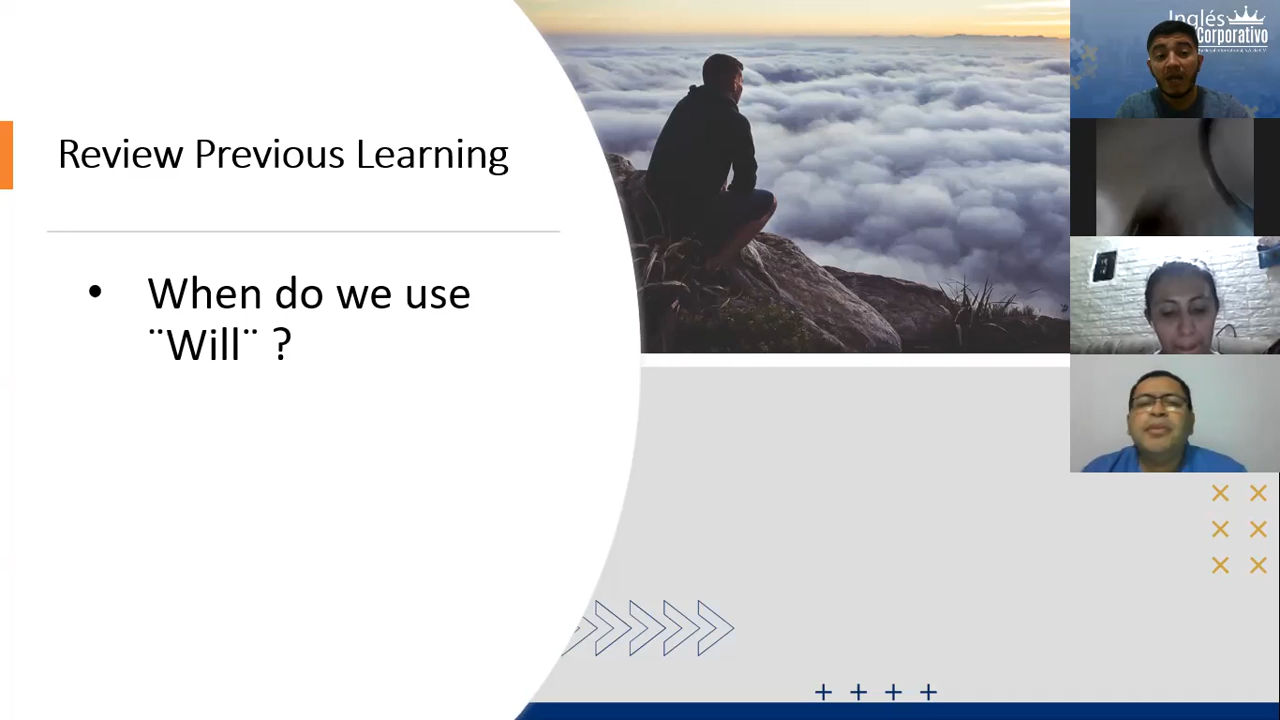 Review Previous Learning
• When do we use
¨Will¨ ?
Inglés
Corporativo